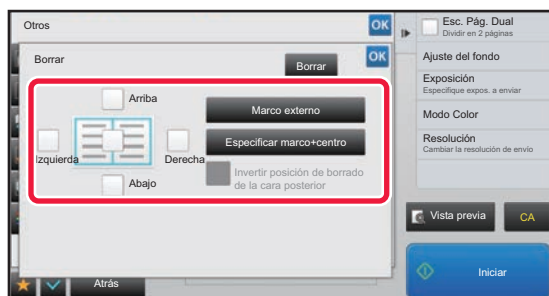 Otros
OK
Borrar
Borrar
OK
Arriba
Izquierda
Derecha
Abajo
Marco externo
Especificar marco+centro
Invertir posición de borrado
de la cara posterior
Atrás
Esc. Pág. Dual
Dividir en 2 páginas
Ajuste del fondo
Exposición
Especifique expos. a enviar
Modo Color
Resolución
Cambiar la resolución de envío
Vista previa
CA
Iniciar